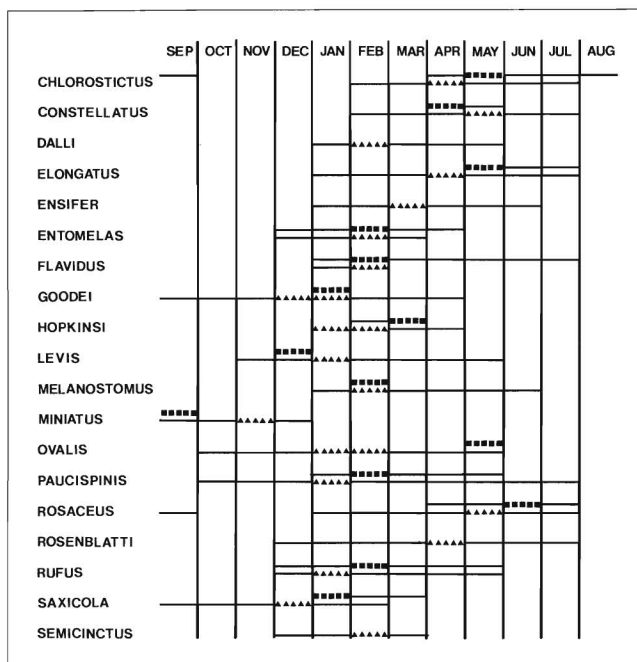 SEP OCT NOV DEC JAN FEB MAR APR MAY JUN JUL AUG
CHLOROSTICTUS
CONSTELLATUS
DALLI
ELONGATUS
ENSIFER
ENTOMELAS
FLAVIDUS
GOODEI
HOPKINSI
LEVIS
MELANOSTOMUS
MINIATUS
OVALIS
PAUCISPINIS
ROSACEUS
ROSENBLATTI
RUFUS
SAXICOLA
SEMICINCTUS